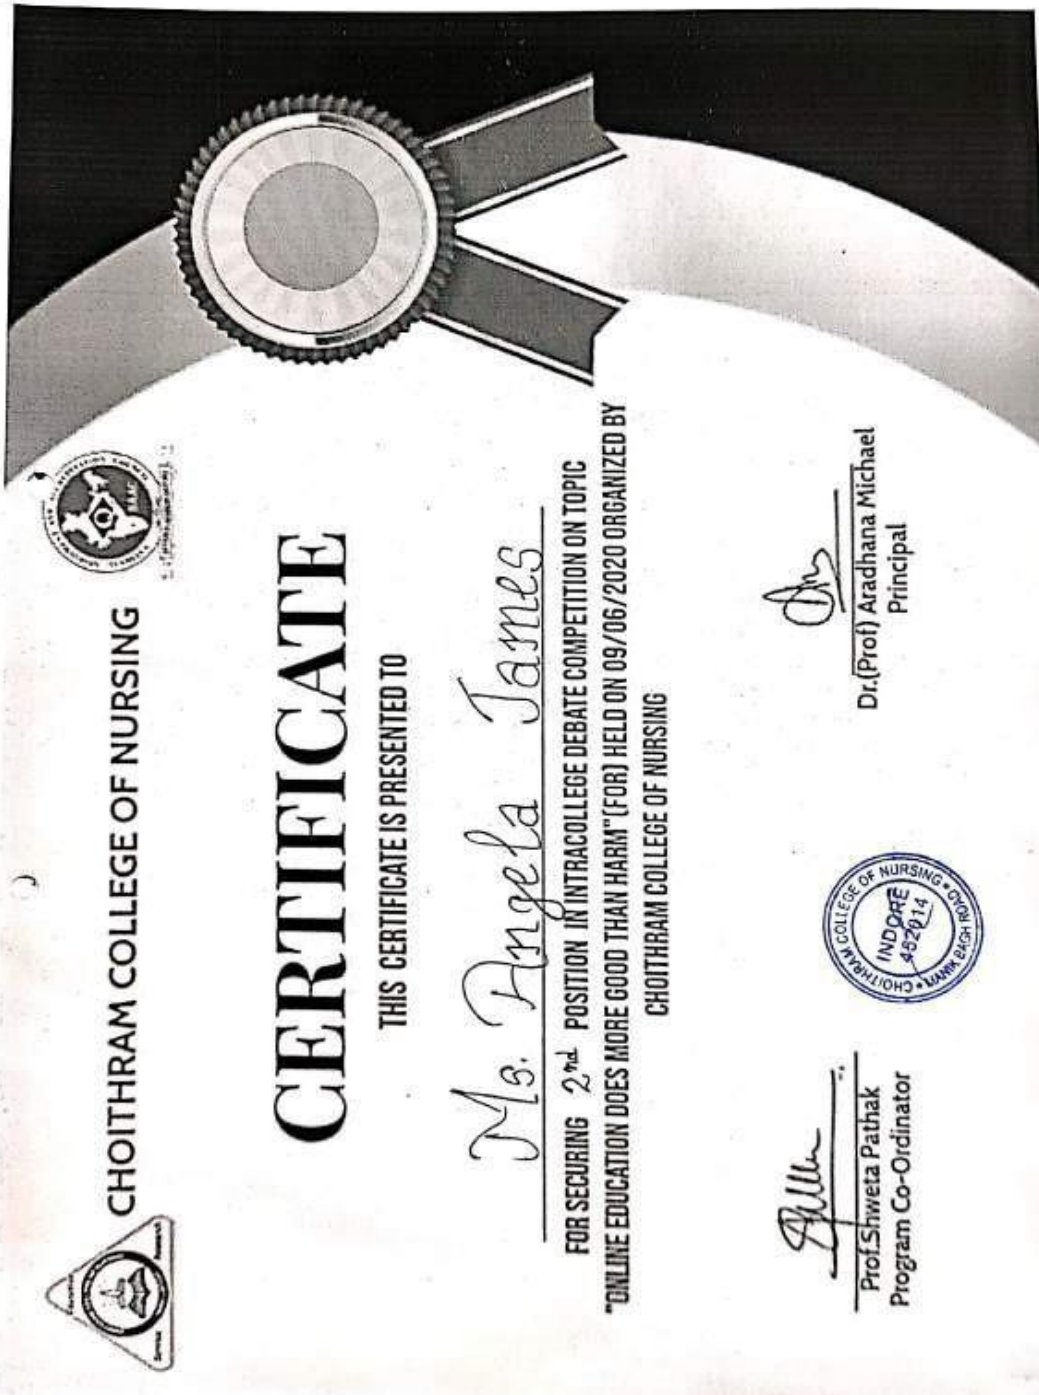 CHOITHRAM COLLEGE OF NURSING
CERTIFICATE
THIS CERTIFICATE IS PRESENTED TO
Ms. Angela James
FOR SECURING 2nd POSITION IN INTRACOLLEGE DEBATE COMPETITION ON TOPIC
"ONLINE EDUCATION DOES MORE GOOD THAN HARM"(FOR) HELD ON 09/06/2020 ORGANIZED BY
CHOITHRAM COLLEGE OF NURSING
Prof.Shweta Pathak
Program Co-Ordinator
CHOITHRAM COLLEGE OF NURSING
MANIK BAGH ROAD
INDORE
452014
Dr.(Prof) Aradhana Michael
Principal